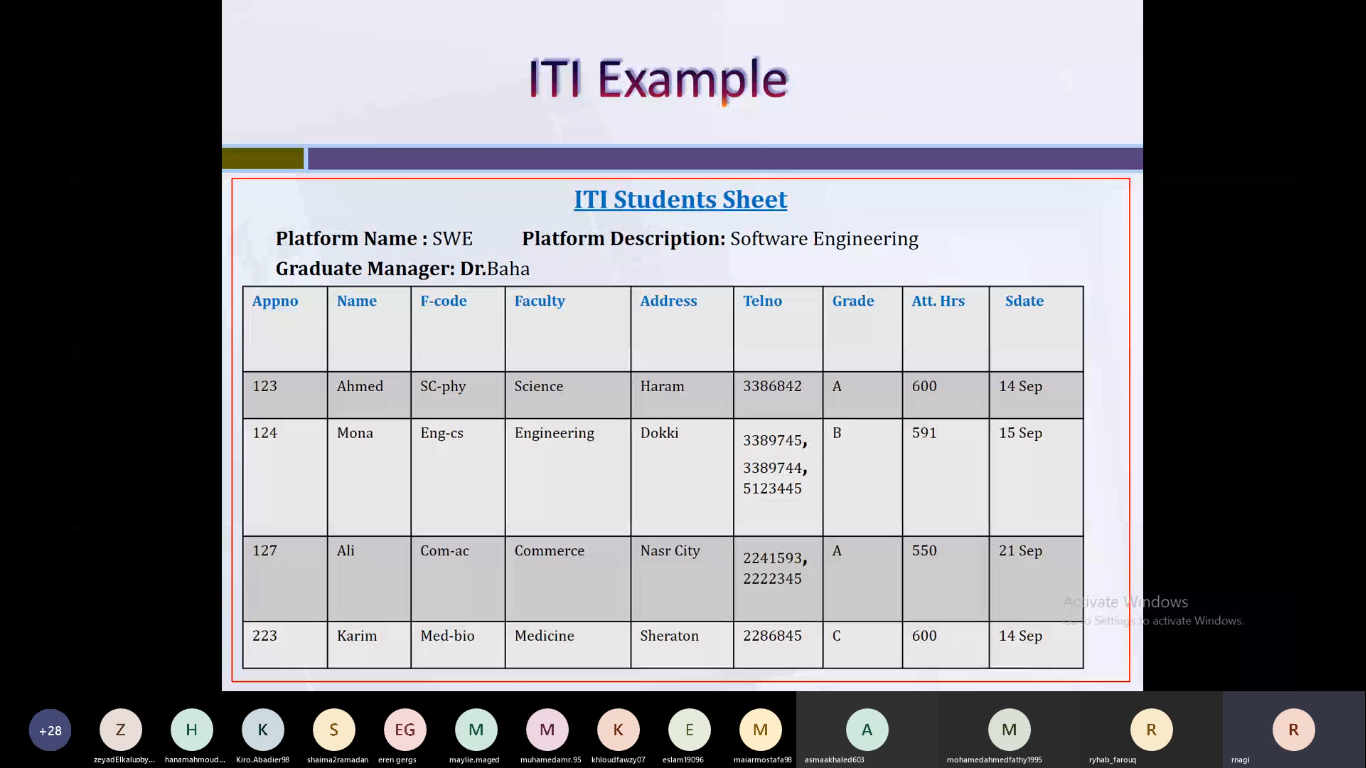 ITI Example
ITI Students Sheet
Platform Name : SWE Platform Description: Software Engineering
Graduate Manager: Dr.Baha
Appno Name F-code Faculty Address Telno Grade Att. Hrs Sdate
123 Ahmed SC-phy Science Haram 3386842 A 600 14 Sep
124 Mona Eng-cs Engineering Dokki 3389745, B 591 15 Sep
3389744,
5123445
127 Ali Com-ac Commerce Nasr City 2241593, A 550 21 Sep
2222345
223 Karim Med-bio Medicine Sheraton 2286845 C 600 14 Sep
Activate Windows
Go to Settings to activate Windows.
+28 Z H K S EG M M K E M A M R R
zeyadElkaluoby... hanamahmoud... Kiro.Abadier98 shaima2ramadan eren gergs maylie.maged muhamedamr.95 khloudfawzy07 eslam19096 maiarmostafa98 asmaakhaled603 mohamedahmedfathy1995 ryhab_farouq rnagi